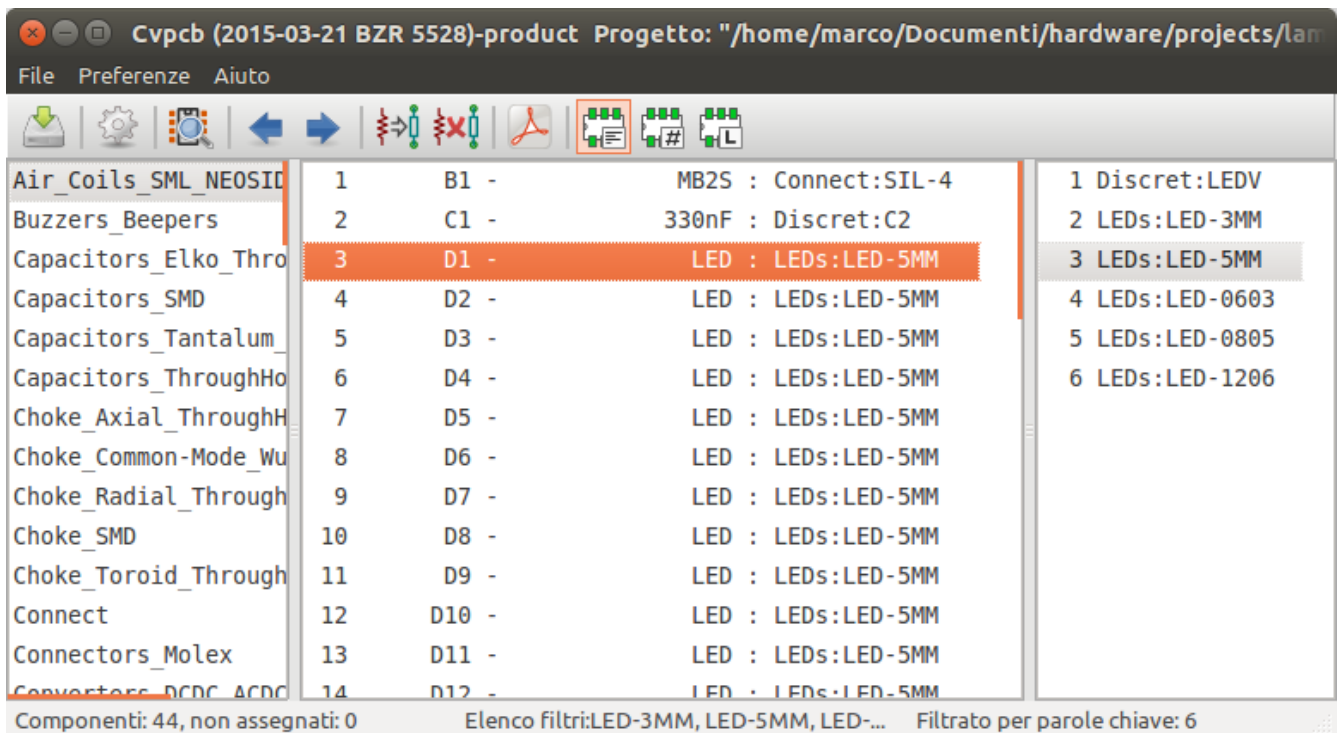 Cvpcb (2015-03-21 BZR 5528)-product Progetto: "/home/marco/Documenti/hardware/projects/lam
File Preferenze Aiuto
# L
Air_Coils_SML_NEOSID
Buzzers_Beepers
Capacitors_Elko_Thro
Capacitors_SMD
Capacitors_Tantalum_
Capacitors_ThroughHo
Choke_Axial_ThroughH
Choke_Common-Mode_Wu
Choke_Radial_Through
Choke_SMD
Choke_Toroid_Through
Connect
Connectors_Molex
Convertors_DCDC_ACDC
1 B1 - MB2S : Connect:SIL-4
2 C1 - 330nF : Discret:C2
3 D1 - LED : LEDs:LED-5MM
4 D2 - LED : LEDs:LED-5MM
5 D3 - LED : LEDs:LED-5MM
6 D4 - LED : LEDs:LED-5MM
7 D5 - LED : LEDs:LED-5MM
8 D6 - LED : LEDs:LED-5MM
9 D7 - LED : LEDs:LED-5MM
10 D8 - LED : LEDs:LED-5MM
11 D9 - LED : LEDs:LED-5MM
12 D10 - LED : LEDs:LED-5MM
13 D11 - LED : LEDs:LED-5MM
14 D12 - LED : LEDs:LED-5MM
1 Discret:LEDV
2 LEDs:LED-3MM
3 LEDs:LED-5MM
4 LEDs:LED-0603
5 LEDs:LED-0805
6 LEDs:LED-1206
Componenti: 44, non assegnati: 0 Elenco filtri:LED-3MM, LED-5MM, LED-... Filtrato per parole chiave: 6